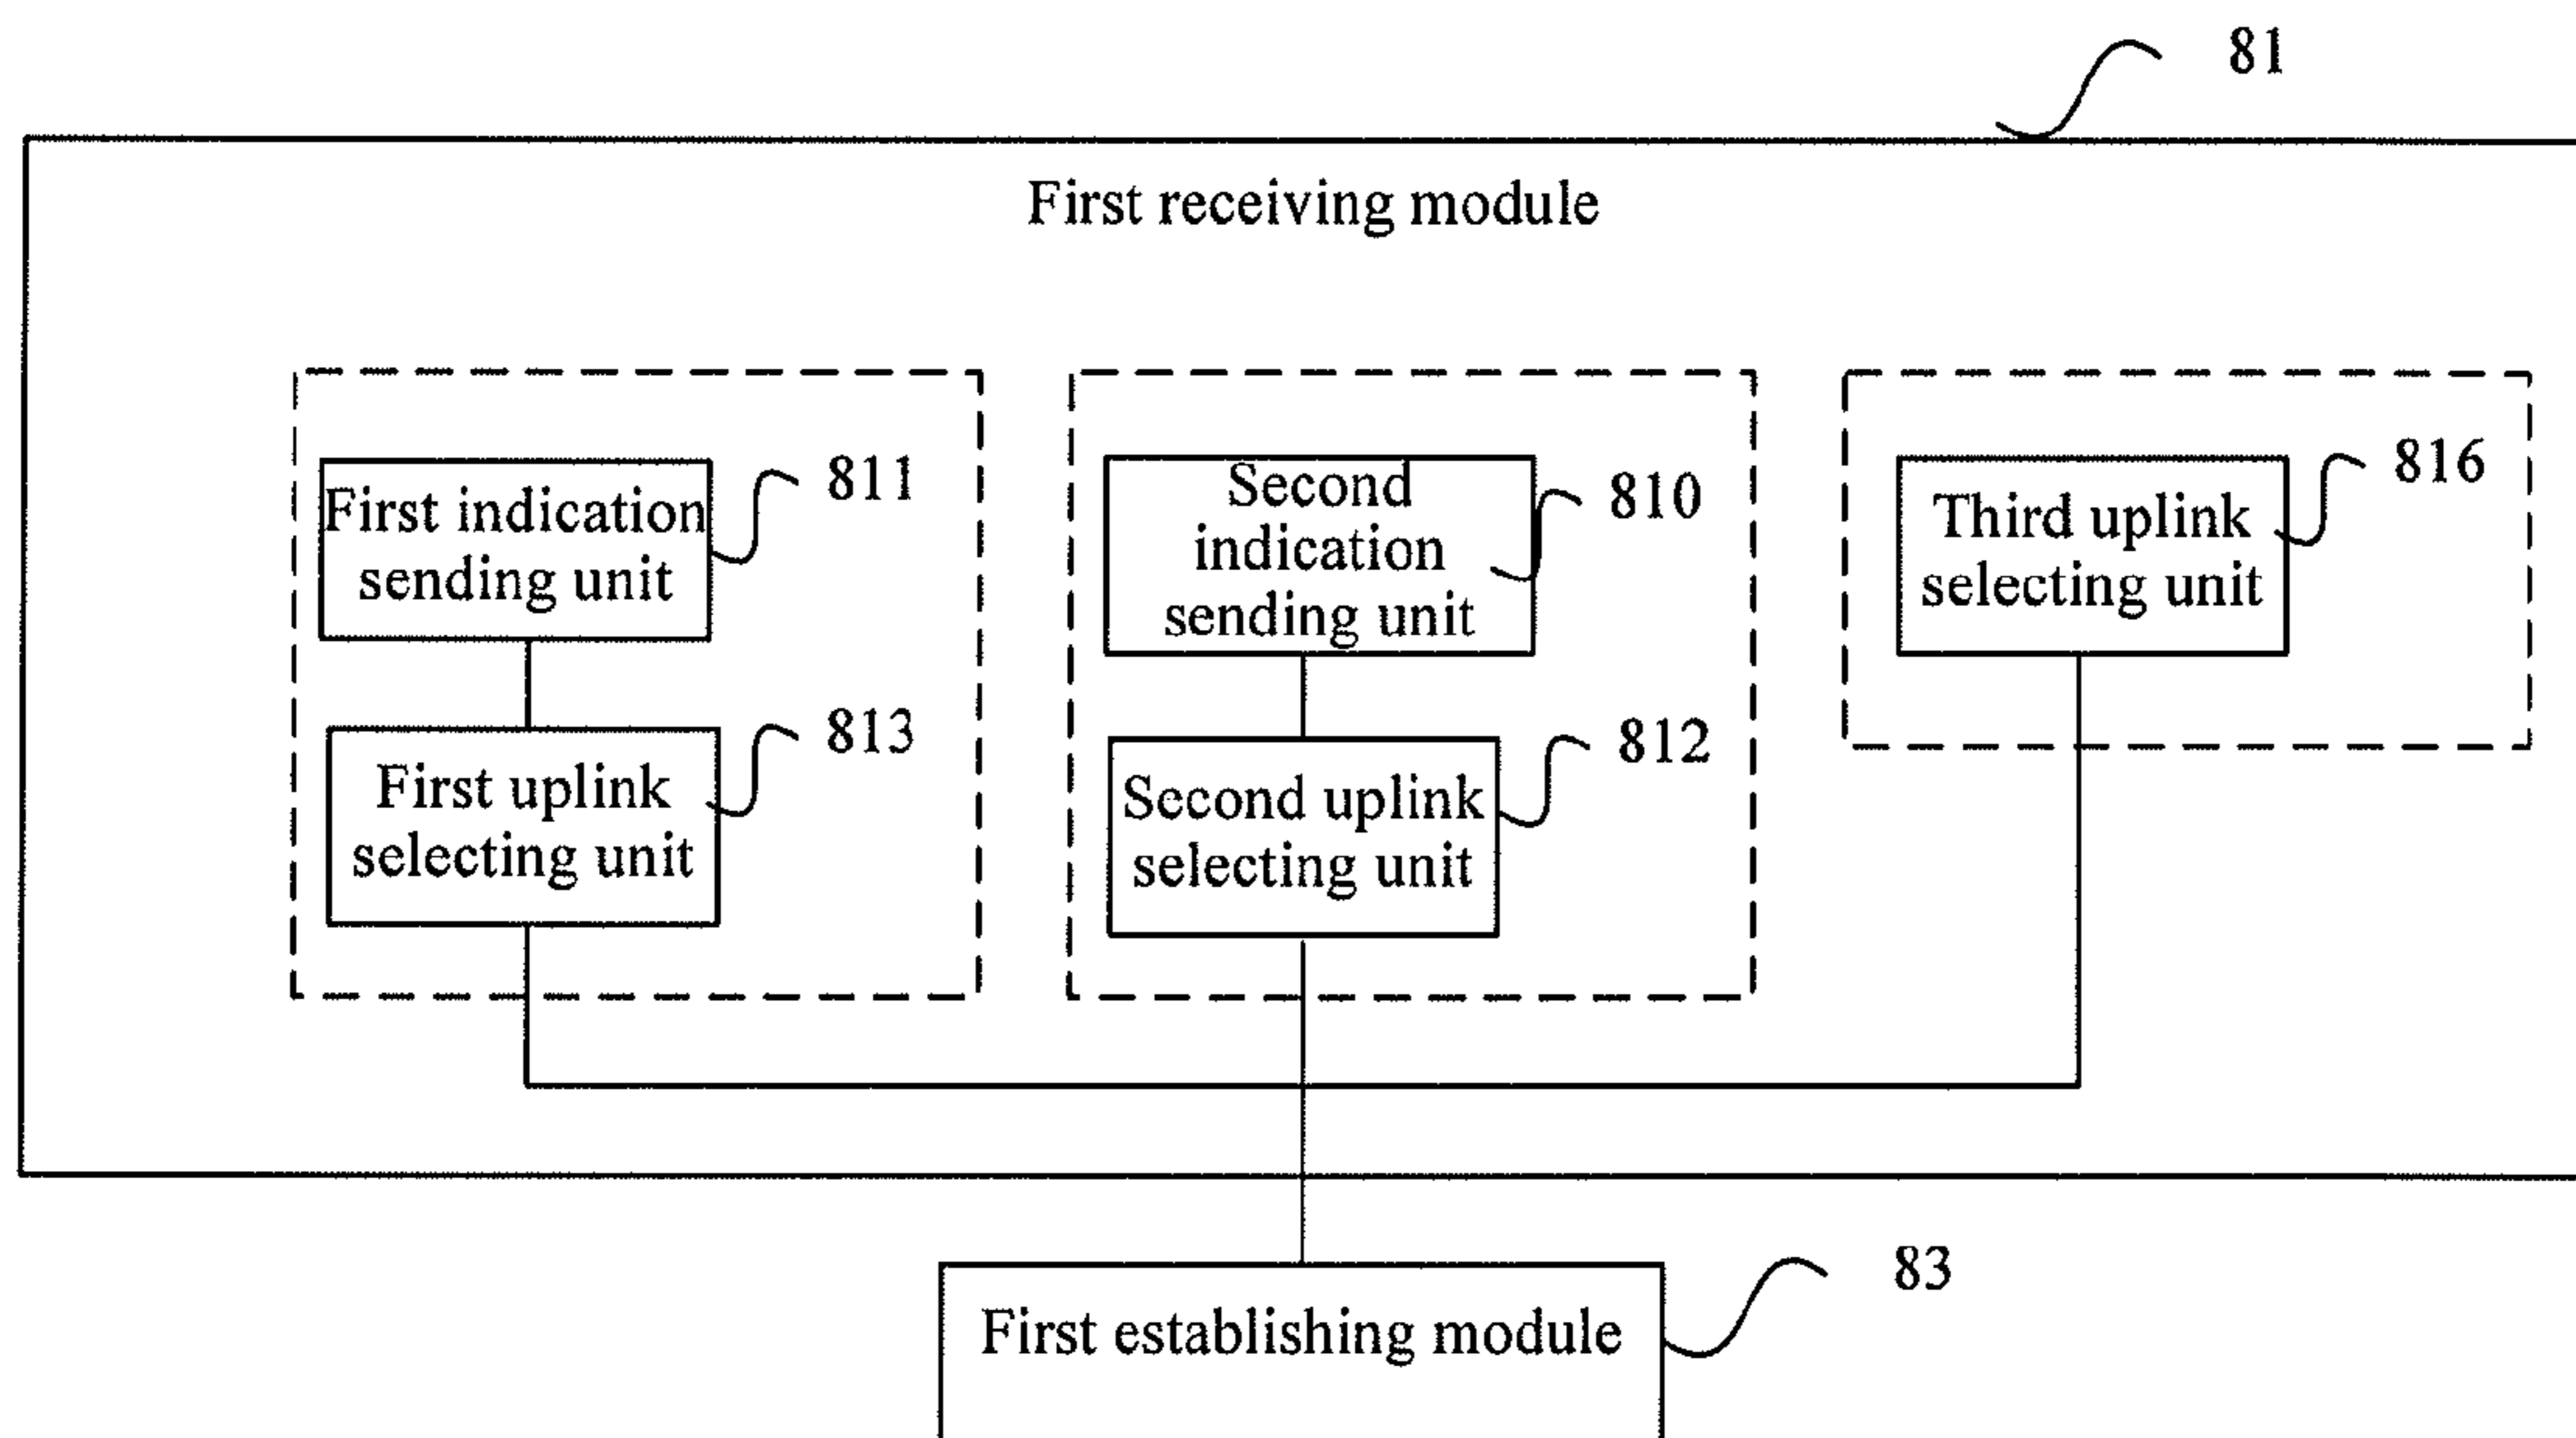 81
First receiving module
First indication
sending unit
811
First uplink
selecting unit
813
Second
indication
sending unit
810
Second uplink
selecting unit
812
Third uplink
selecting unit
816
First establishing module
83